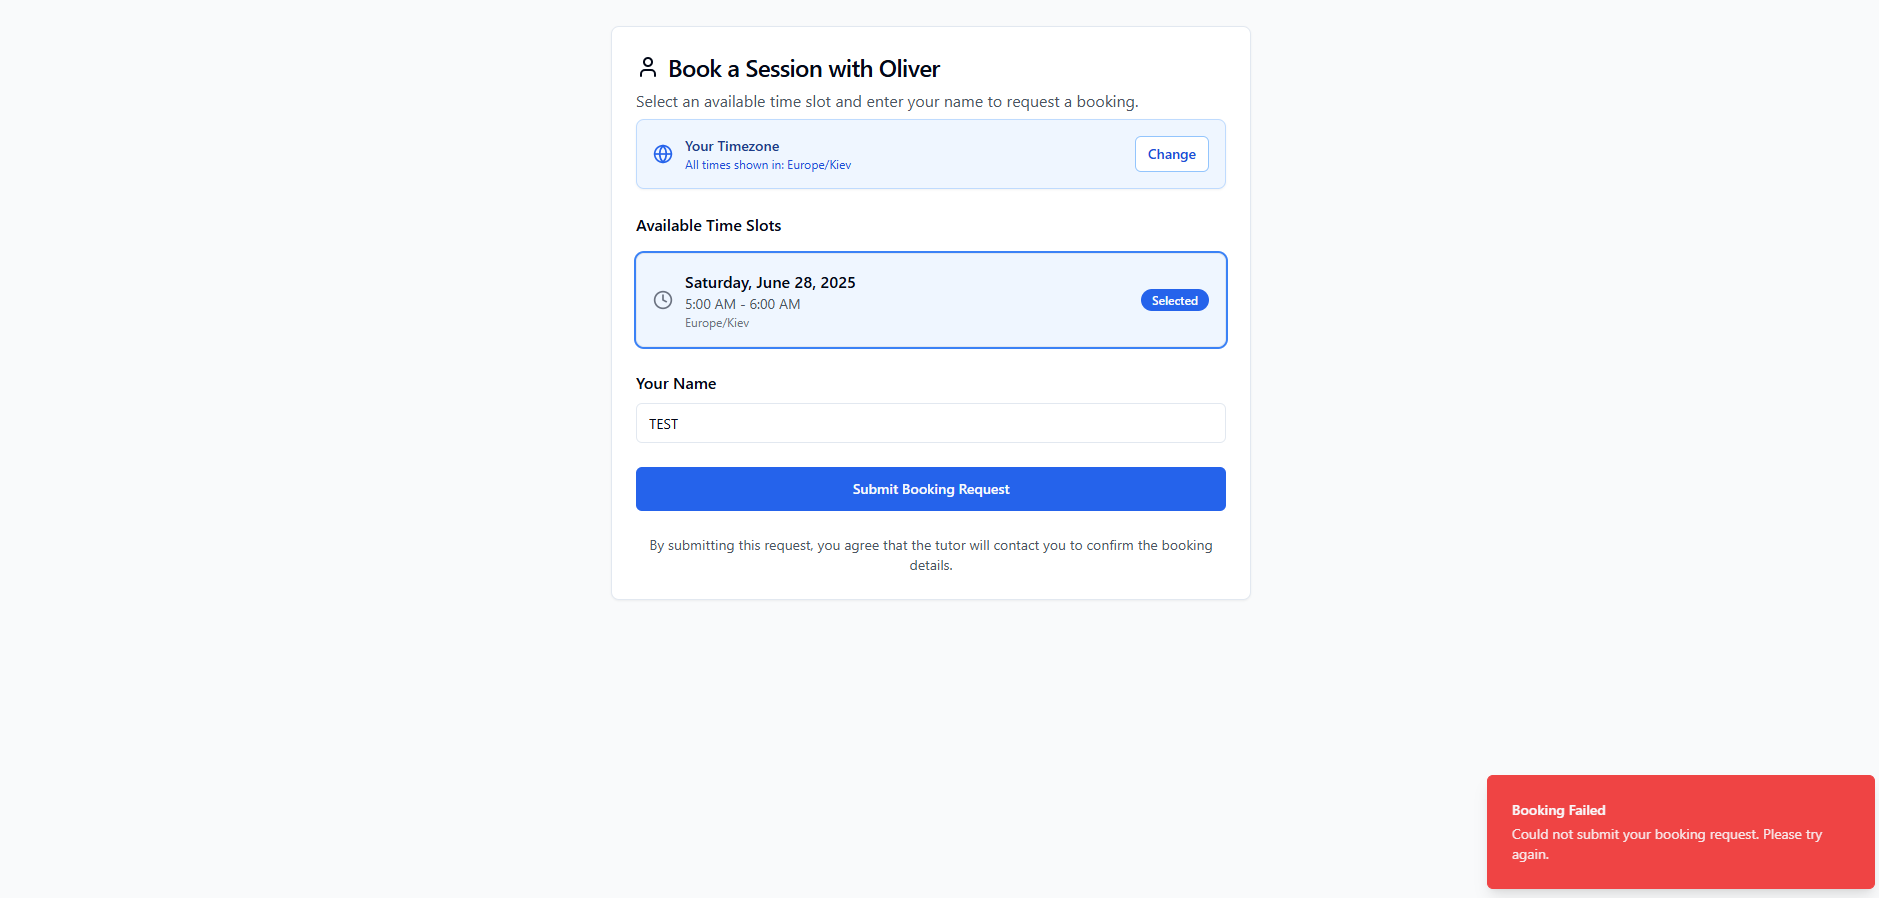 Book a Session with Oliver
Select an available time slot and enter your name to request a booking.
Your Timezone
All times shown in: Europe/Kiev
Change
Available Time Slots
Saturday, June 28, 2025
5:00 AM - 6:00 AM
Europe/Kiev
Selected
Your Name
TEST
Submit Booking Request
By submitting this request, you agree that the tutor will contact you to confirm the booking
details.
Booking Failed
Could not submit your booking request. Please try
again.